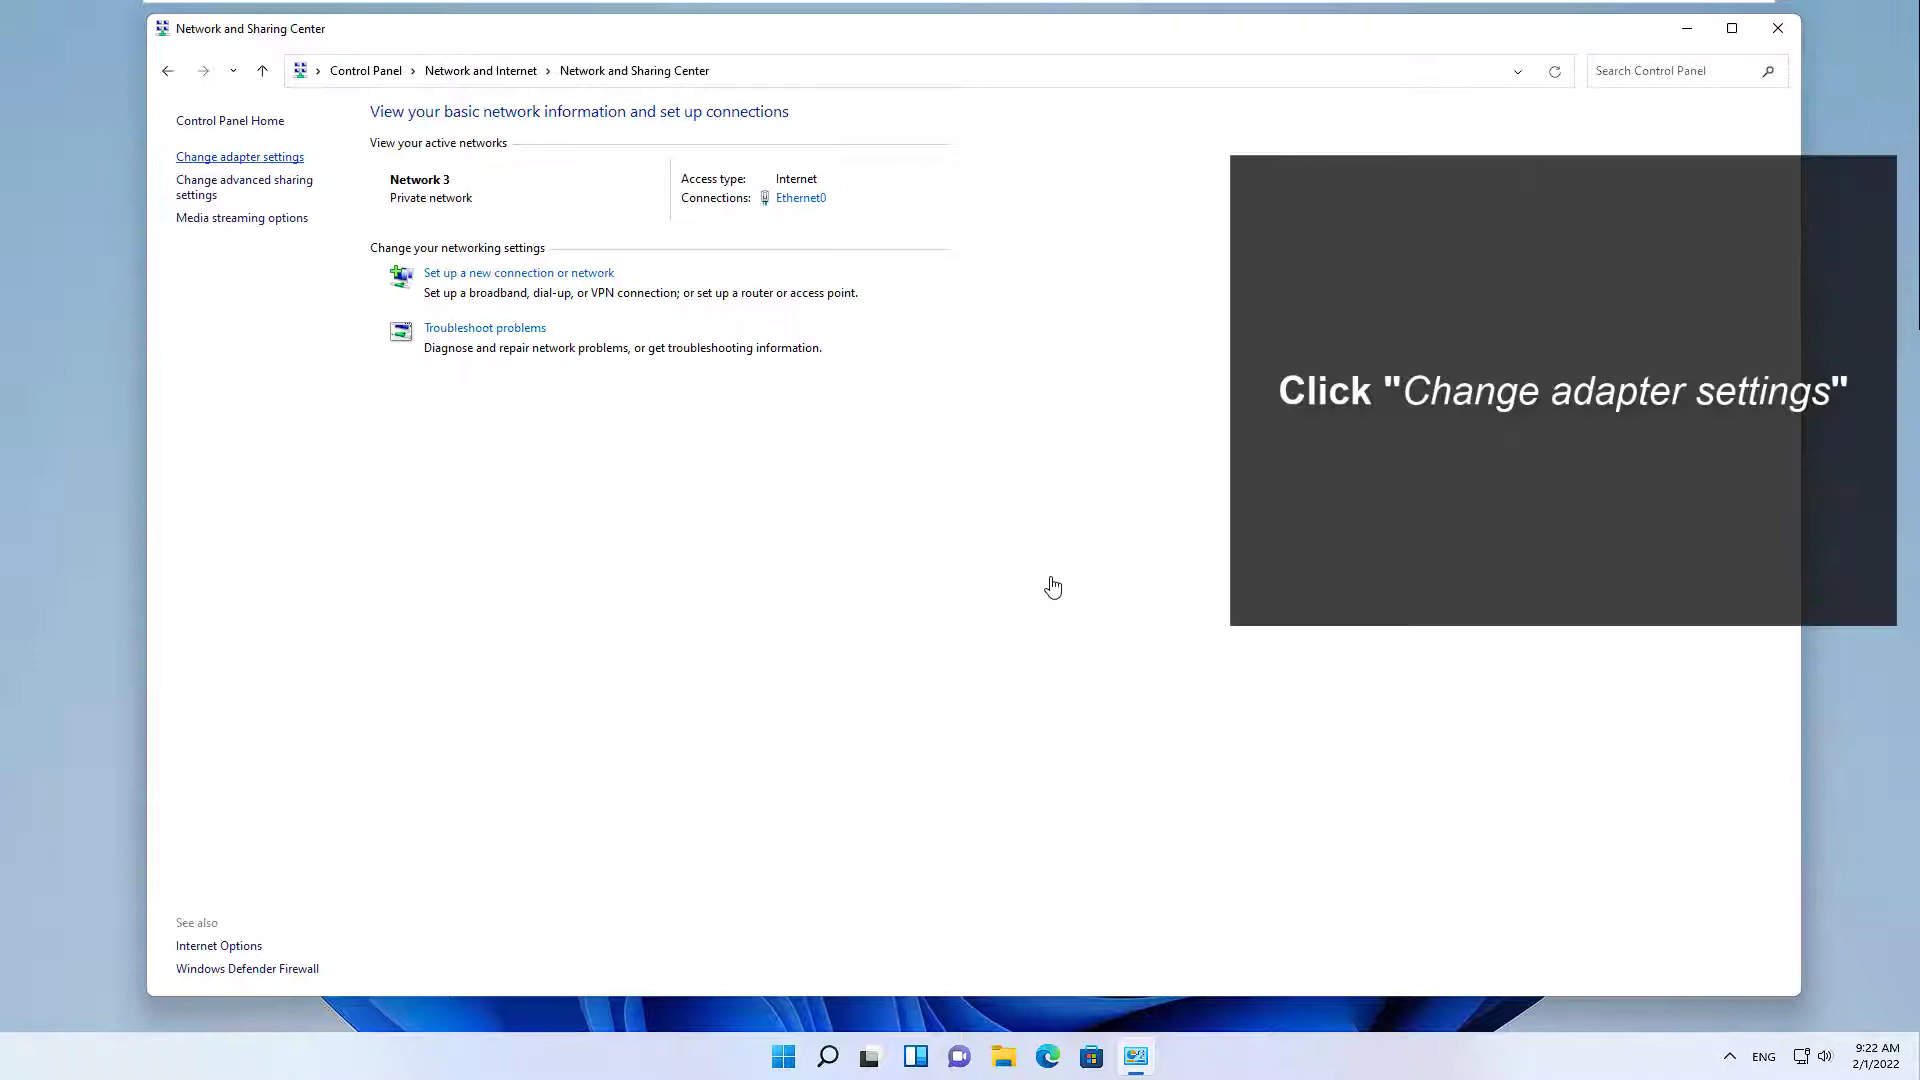 Network and Sharing Center
Control Panel > Network and Internet > Network and Sharing Center
Search Control Panel
Control Panel Home
Change adapter settings
Change advanced sharing
settings
Media streaming options
View your basic network information and set up connections
View your active networks
Network 3
Private network
Access type: Internet
Connections: Ethernet0
Change your networking settings
Set up a new connection or network
Set up a broadband, dial-up, or VPN connection; or set up a router or access point.
Troubleshoot problems
Diagnose and repair network problems, or get troubleshooting information.
Click "Change adapter settings"
See also
Internet Options
Windows Defender Firewall
ENG
9:22 AM
2/1/2022